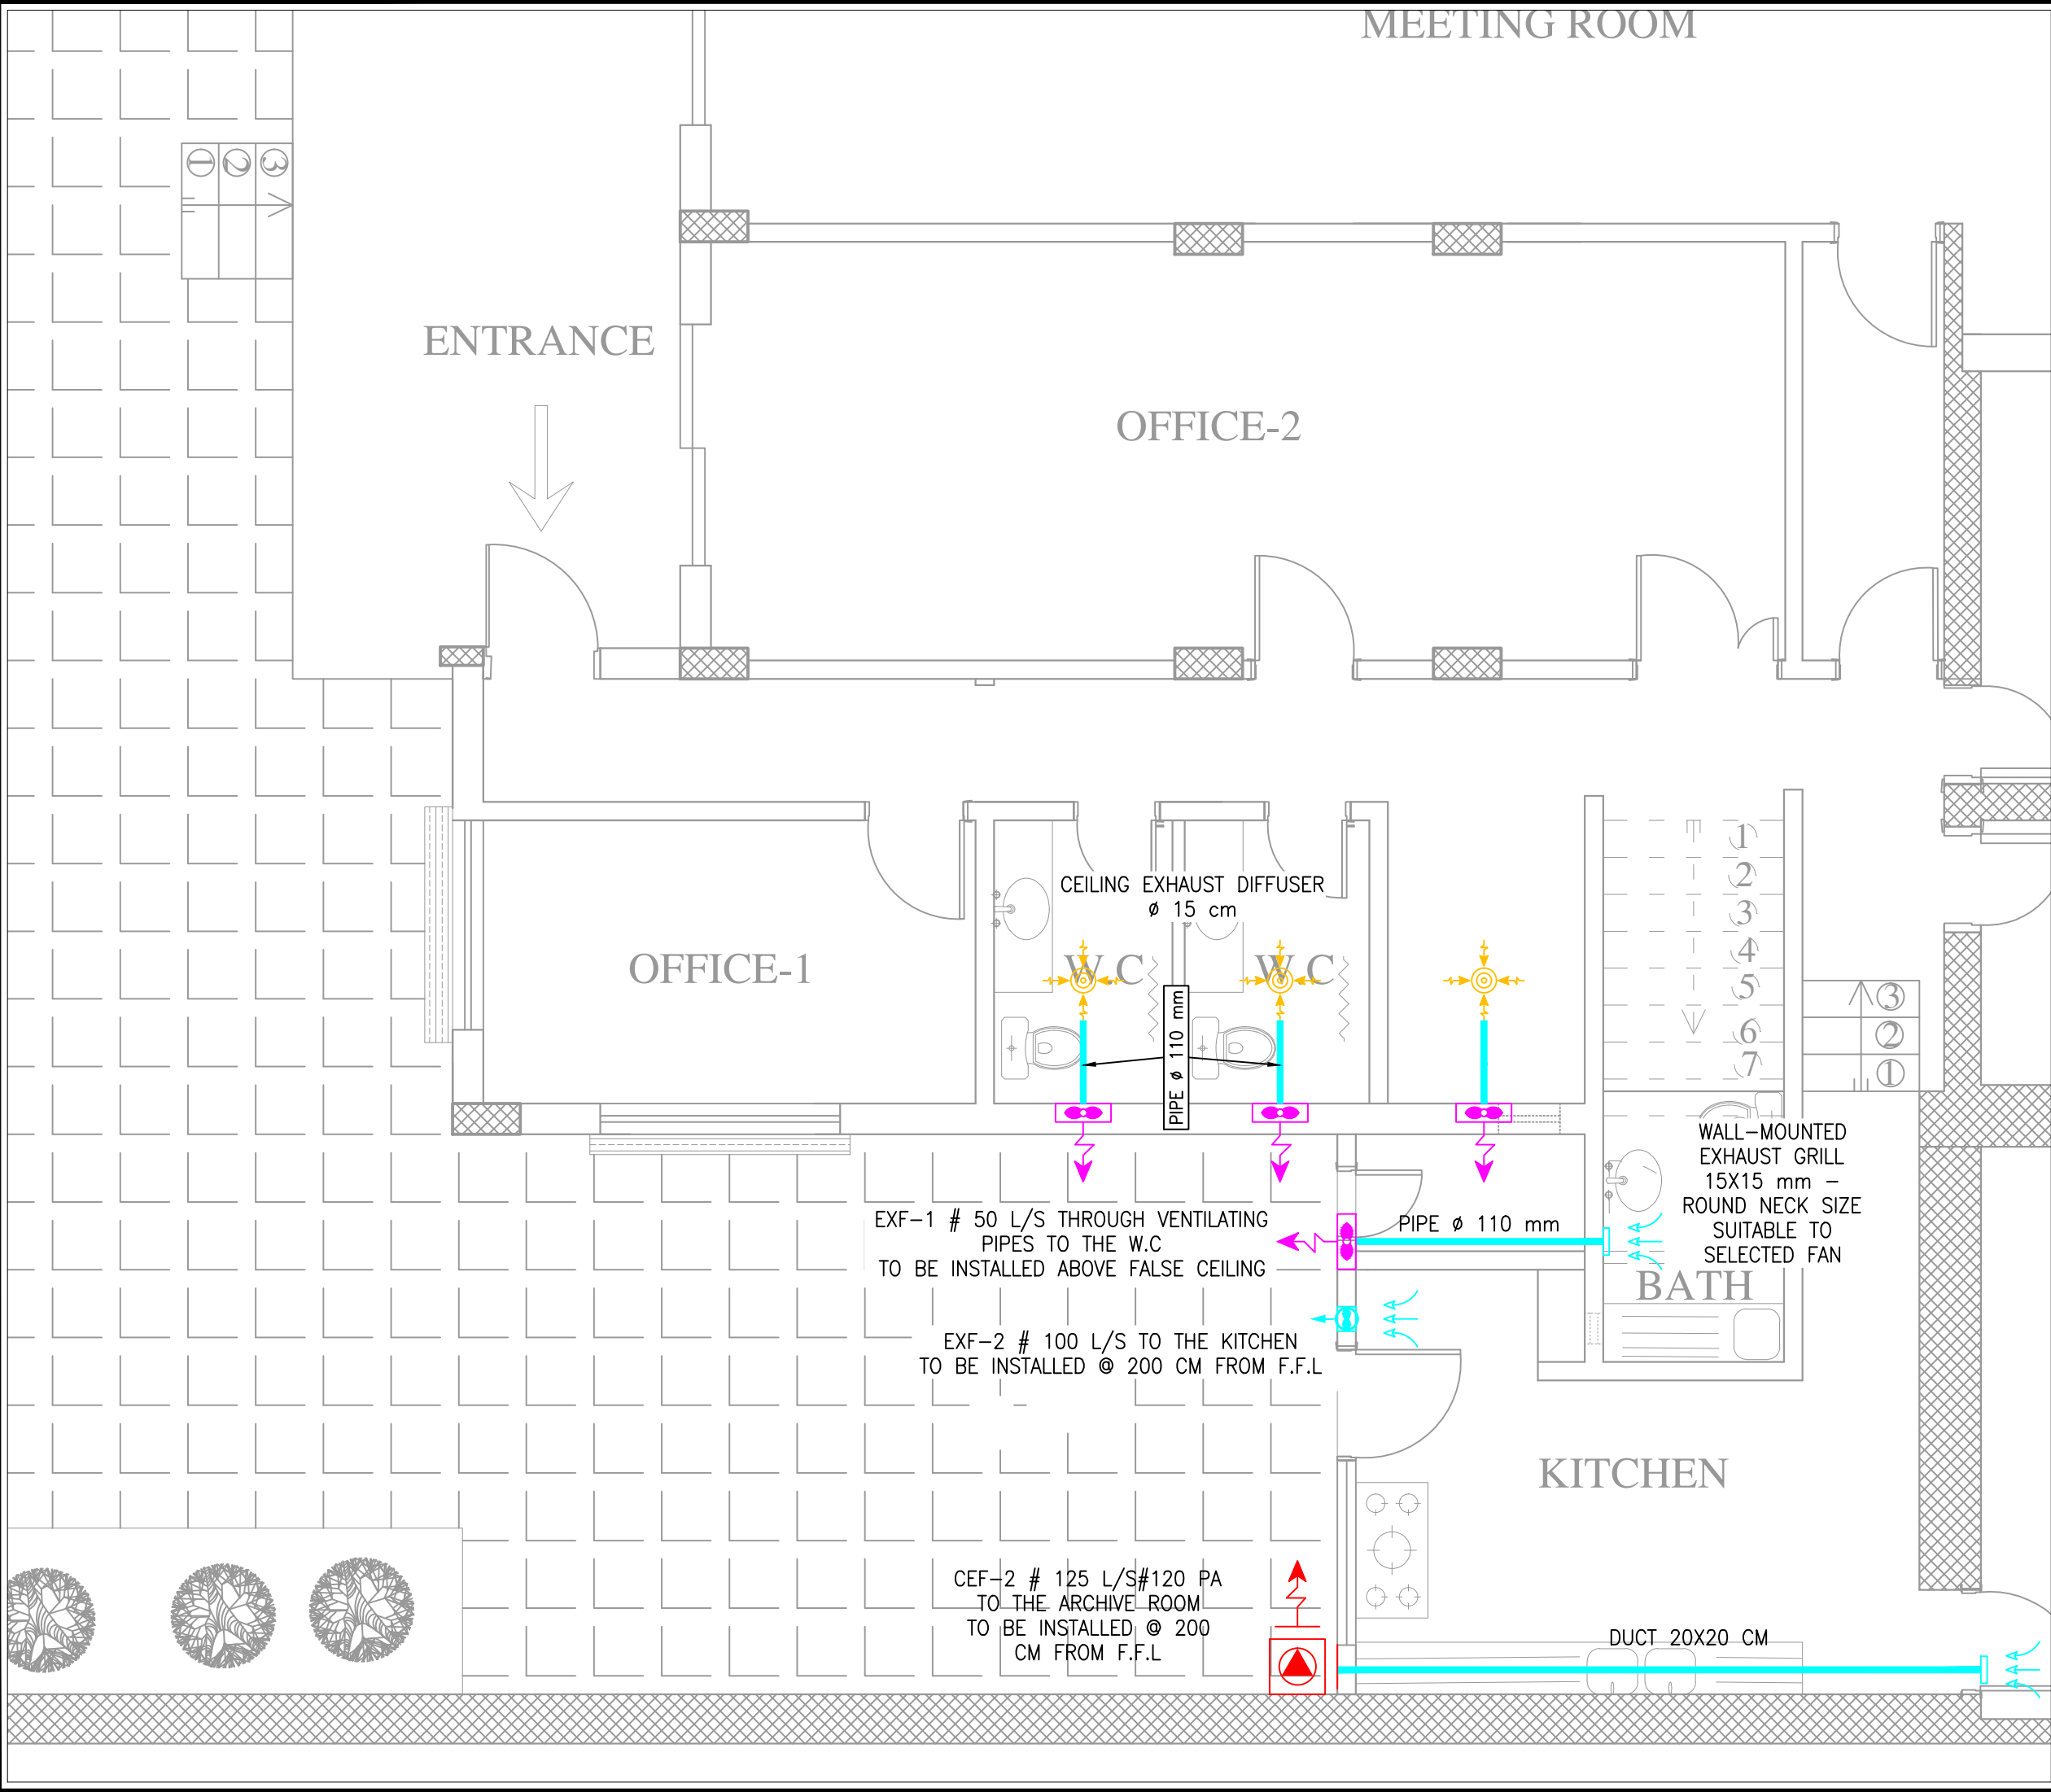 MEETING ROOM
1
2
3
ENTRANCE
OFFICE-2
OFFICE-1
CEILING EXHAUST DIFFUSER
ø 15 cm
W.C
W.C
PIPE ø 110 mm
1
2
3
4
5
6
7
3
2
1
WALL-MOUNTED
EXHAUST GRILL
15X15 mm -
ROUND NECK SIZE
SUITABLE TO
SELECTED FAN
PIPE ø 110 mm
EXF-1 # 50 L/S THROUGH VENTILATING
PIPES TO THE W.C
TO BE INSTALLED ABOVE FALSE CEILING
BATH
EXF-2 # 100 L/S TO THE KITCHEN
TO BE INSTALLED @ 200 CM FROM F.F.L
KITCHEN
CEF-2 # 125 L/S#120 PA
TO THE ARCHIVE ROOM
TO BE INSTALLED @ 200
CM FROM F.F.L
DUCT 20X20 CM